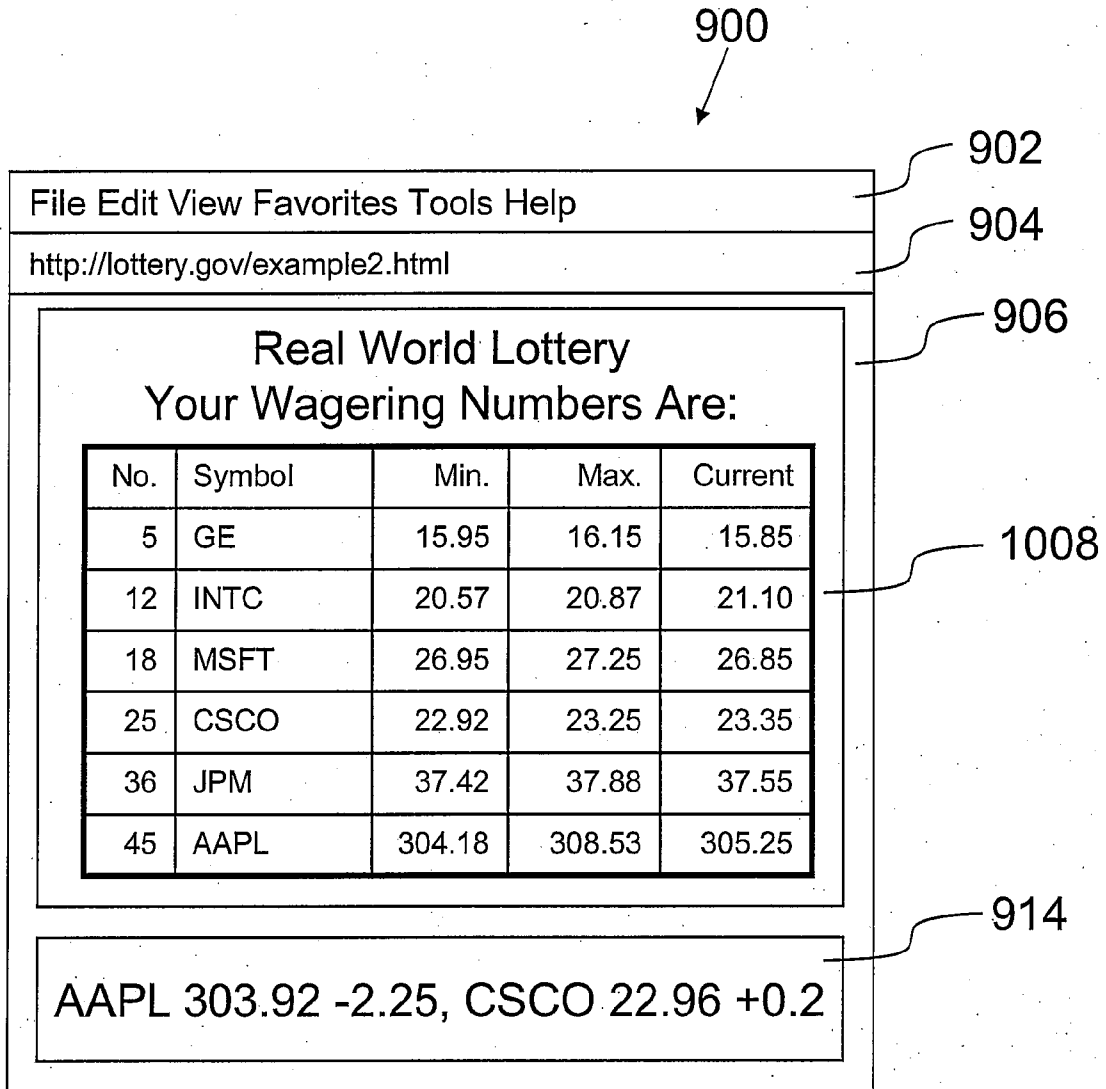 900
902
File Edit View Favorites Tools Help
904
http://lottery.gov/example2.html
906
Real World Lottery
Your Wagering Numbers Are:
No. Symbol Min. Max. Current
5 GE 15.95 16.15 15.85
1008
12 INTC 20.57 20.87 21.10
18 MSFT 26.95 27.25 26.85
25 CSCO 22.92 23.25 23.35
36 JPM 37.42 37.88 37.55
45 AAPL 304.18 308.53 305.25
914
AAPL 303.92 -2.25, CSCO 22.96 +0.2